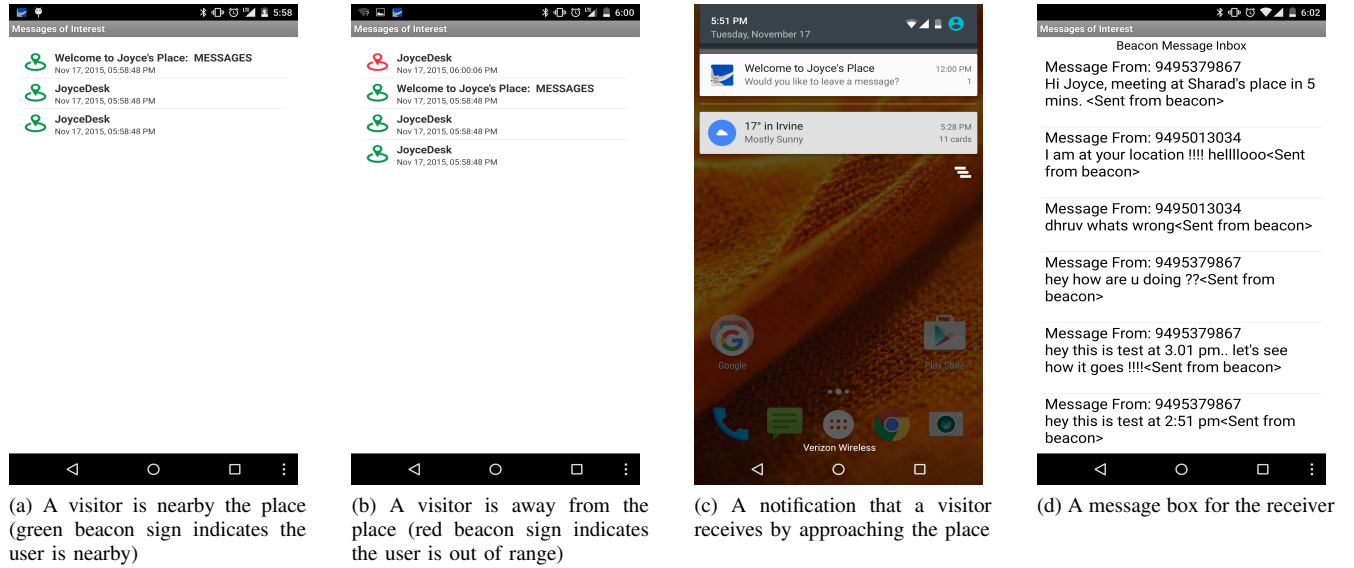 5:58
Messages of Interest
Welcome to Joyce's Place: MESSAGES
Nov 17, 2015, 05:58:48 PM
JoyceDesk
Nov 17, 2015, 05:58:48 PM
JoyceDesk
Nov 17, 2015, 05:58:48 PM
(a) A visitor is nearby the place
(green beacon sign indicates the
user is nearby)
6:00
Messages of Interest
JoyceDesk
Nov 17, 2015, 06:00:06 PM
Welcome to Joyce's Place: MESSAGES
Nov 17, 2015, 05:58:48 PM
JoyceDesk
Nov 17, 2015, 05:58:48 PM
JoyceDesk
Nov 17, 2015, 05:58:48 PM
(b) A visitor is away from the
place (red beacon sign indicates
the user is out of range)
5:51 PM
Tuesday, November 17
Welcome to Joyce's Place 12:00 PM
Would you like to leave a message? 1
17° in Irvine 5:28 PM
Mostly Sunny 11 cards
Google Play Store
Verizon Wireless
(c) A notification that a visitor
receives by approaching the place
6:02
Messages of Interest
Beacon Message Inbox
Message From: 9495379867
Hi Joyce, meeting at Sharad's place in 5
mins. <Sent from beacon>
Message From: 9495013034
I am at your location !!!! hellllooo<Sent
from beacon>
Message From: 9495013034
dhruv whats wrong<Sent from beacon>
Message From: 9495379867
hey how are u doing ??<Sent from
beacon>
Message From: 9495379867
hey this is test at 3.01 pm.. let's see
how it goes !!!!<Sent from beacon>
Message From: 9495379867
hey this is test at 2:51 pm<Sent from
beacon>
(d) A message box for the receiver